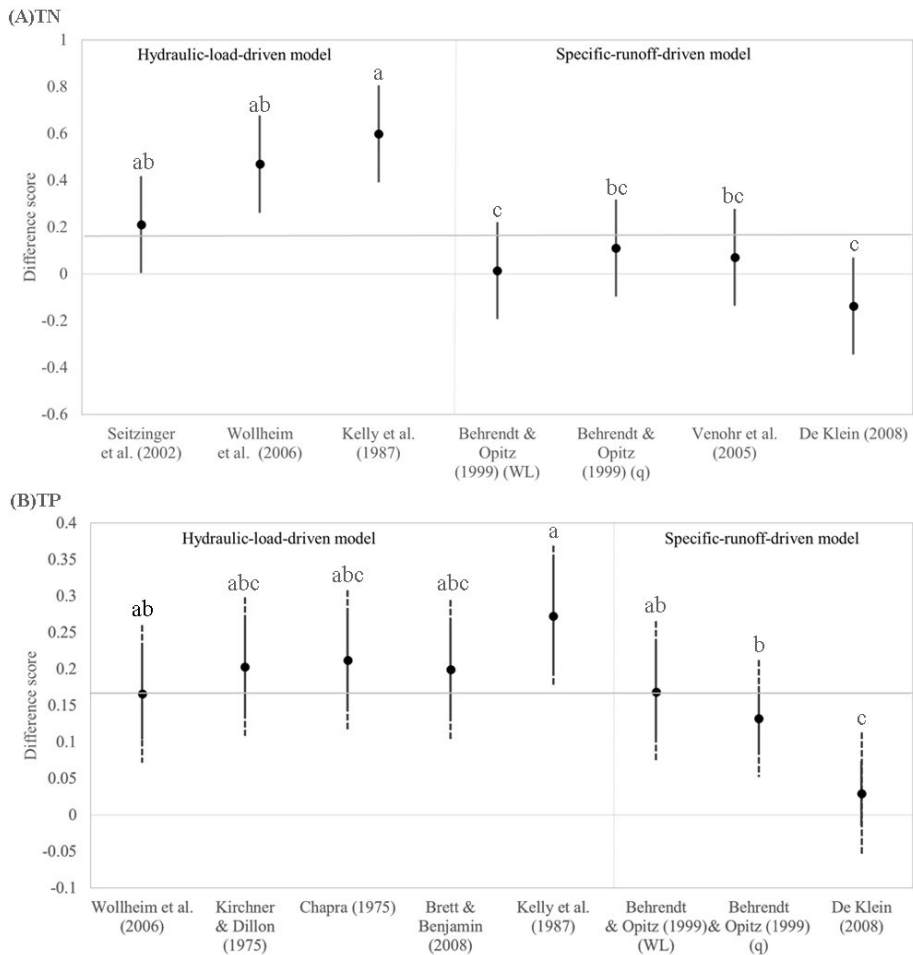 (A)TN
1
Hydraulic-load-driven model
Specific-runoff-driven model
0.8
0.6
0.4
0.2
0
-0.2
-0.4
-0.6
Difference score
ab
ab
a
c
bc
bc
c
Seitzinger
et al. (2002)
Wollheim
et al. (2006)
Kelly et al.
(1987)
Behrendt &
Opitz
(1999) (WL)
Behrendt &
Opitz
(1999) (q)
Venohr et al.
(2005)
De Klein (2008)
(B)TP
0.4
Hydraulic-load-driven model
Specific-runoff-driven model
0.35
0.3
0.25
0.2
0.15
0.1
0.05
0
-0.05
-0.1
Difference score
ab
abc
abc
abc
a
ab
b
c
Wollheim et al.
(2006)
Kirchner
& Dillon
(1975)
Chapra (1975)
Brett &
Benjamin
(2008)
Kelly et al.
(1987)
Behrendt
& Opitz (1999)
(WL)
Behrendt
& Opitz (1999)
(q)
De Klein
(2008)